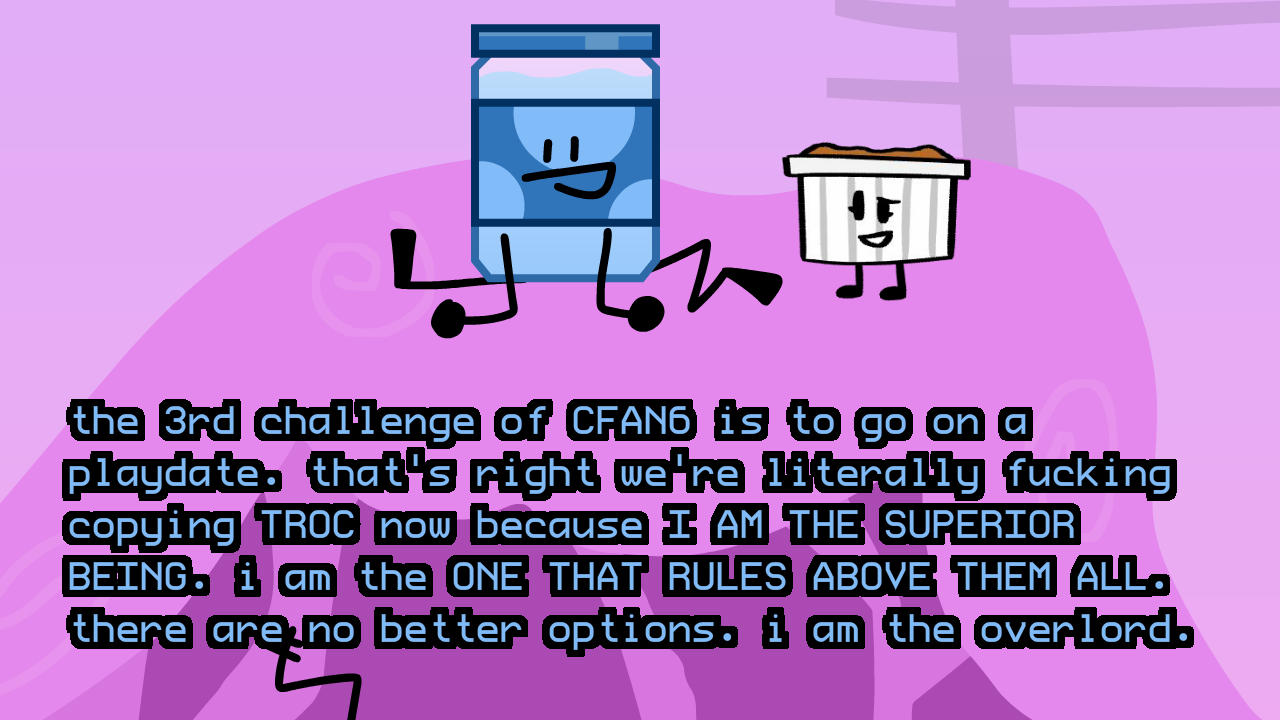 the 3rd challenge of CFAN6 is to go on a
playdate. that's right we're literally fucking
copying TROC now because I AM THE SUPERIOR
BEING. i am the ONE THAT RULES ABOVE THEM ALL.
there are no better options. i am the overlord.